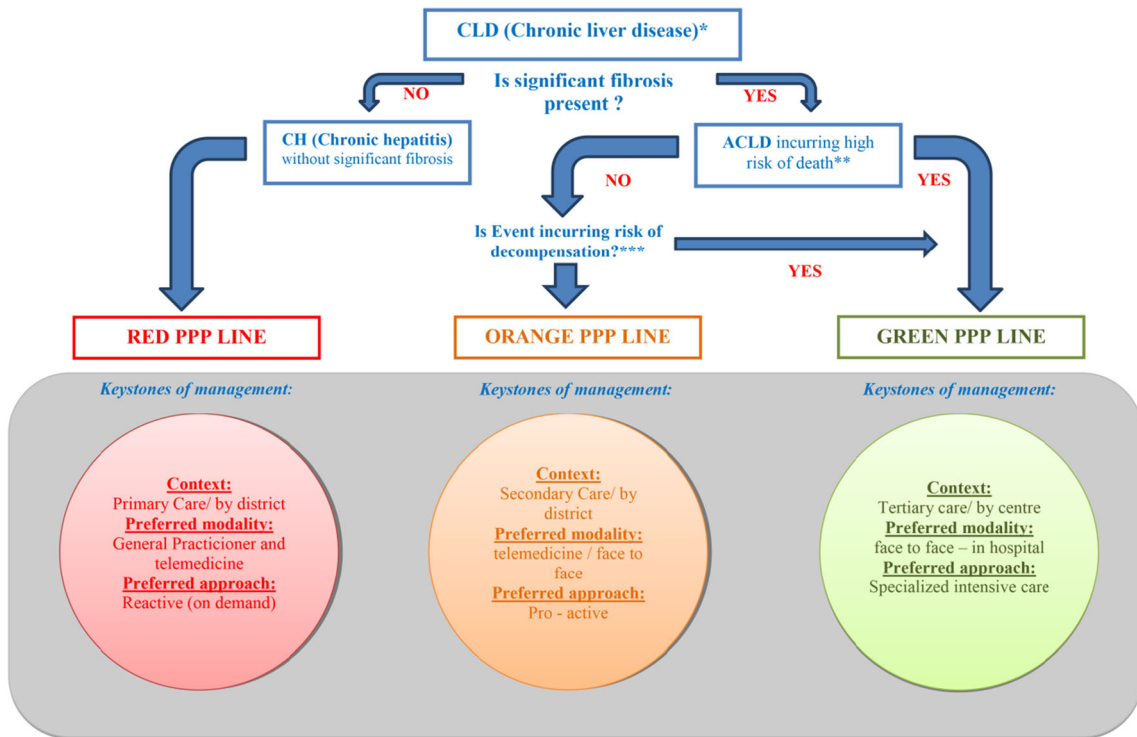 CLD (Chronic liver disease)*
Is significant fibrosis
present ?
NO
YES
CH (Chronic hepatitis)
without significant fibrosis
ACLD incurring high
risk of death**
NO
YES
Is Event incurring risk of
decompensation?***
YES
RED PPP LINE
ORANGE PPP LINE
GREEN PPP LINE
Keystones of management:
Keystones of management:
Keystones of management:
Context:
Primary Care/ by district
Preferred modality:
General Practicioner and
telemedicine
Preferred approach:
Reactive (on demand)
Context:
Secondary Care/ by
district
Preferred modality:
telemedicine / face to
face
Preferred approach:
Pro - active
Context:
Tertiary care/ by centre
Preferred modality:
face to face – in hospital
Preferred approach:
Specialized intensive care